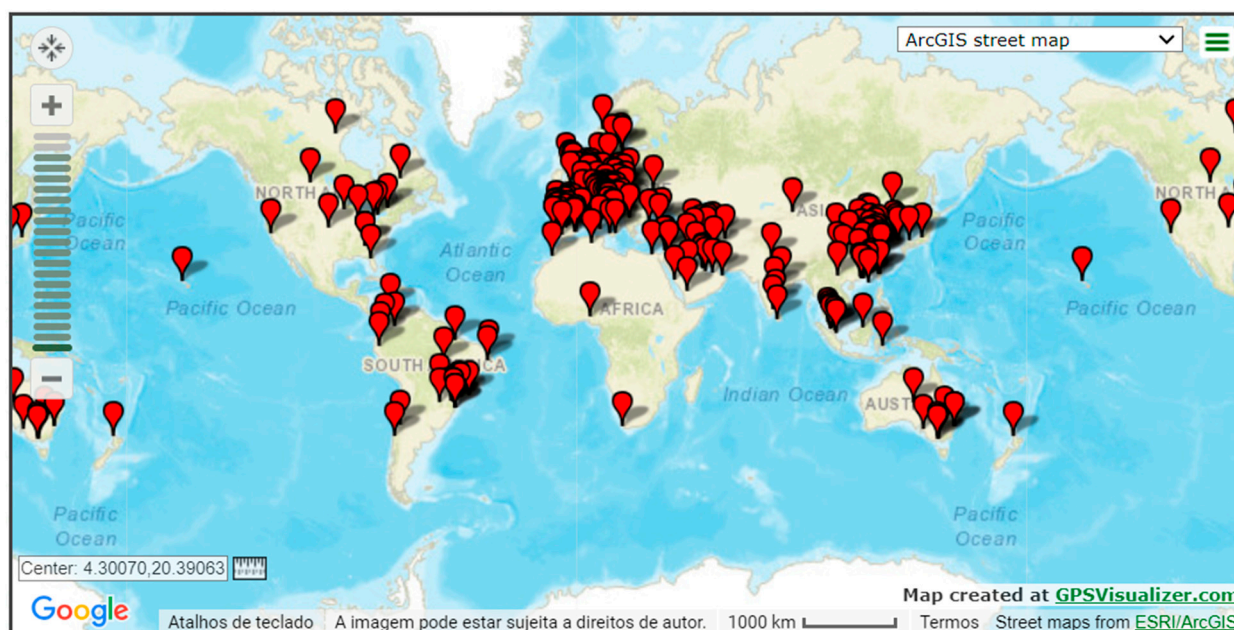 ArcGIS street map
NORTH A
ASI
NORTH A
Pacific
Ocean
Atlantic
Ocean
Pacific
Ocean
Pacific Ocean
AFRICA
Pacific Ocean
SOUTH
ICA
Indian Ocean
AUST
Pacific
Ocean
Pacific
Ocean
Center: 4.30070,20.39063
Map created at GPSVisualizer.com
Google
Atalhos de teclado
A imagem pode estar sujeita a direitos de autor.
1000 km
Termos
Street maps from ESRI/ArcGIS